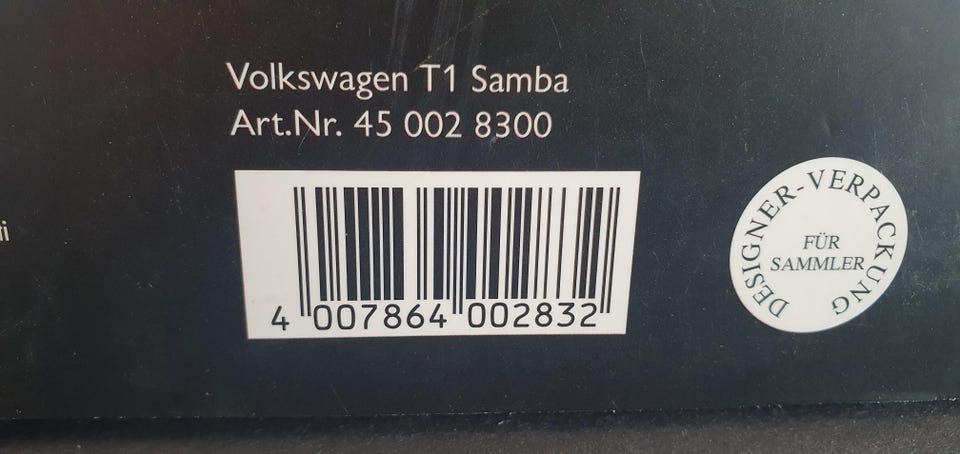 Volkswagen T1 Samba
Art.Nr. 45 002 8300
4 007864 002832
DESIGNER-VERPACKUNG
FÜR
SAMMLER